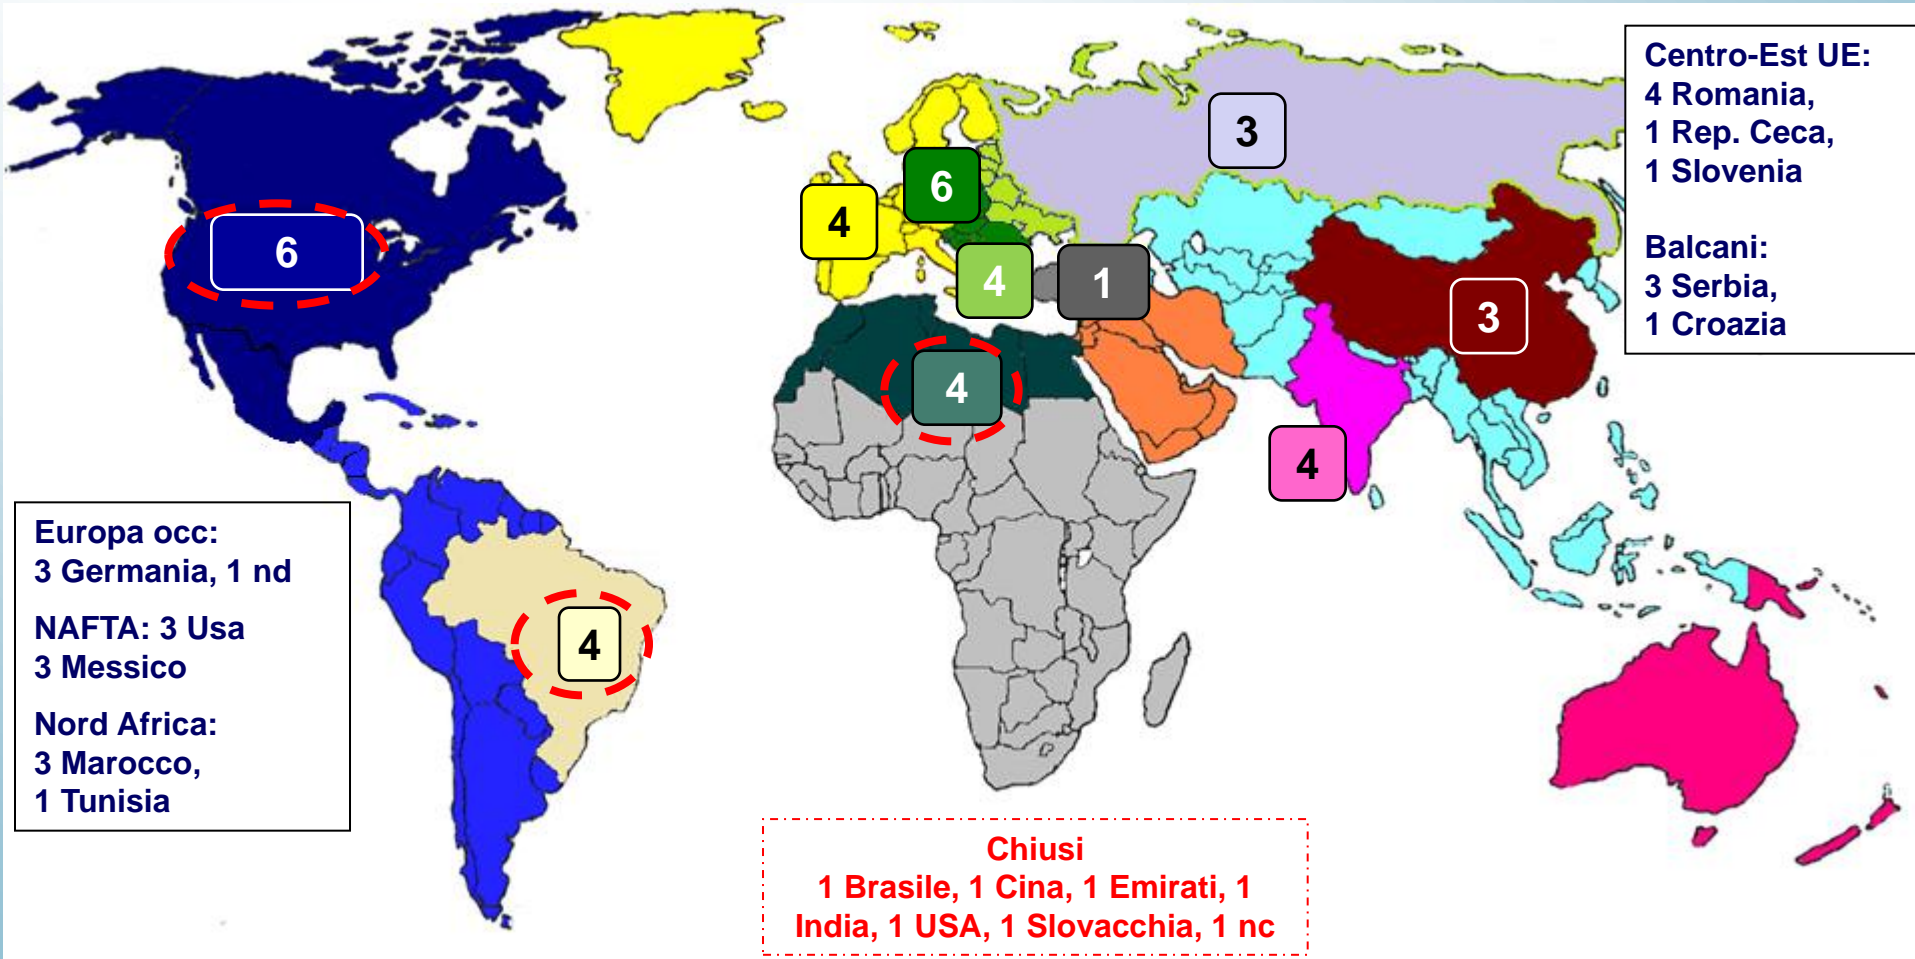 Centro-Est UE:
4 Romania,
1 Rep. Ceca,
1 Slovenia
Balcani:
3 Serbia,
1 Croazia
3
6
4
6
4
1
3
4
4
4
Europa occ:
3 Germania, 1 nd
NAFTA: 3 Usa
3 Messico
Nord Africa:
3 Marocco,
1 Tunisia
4
Chiusi
1 Brasile, 1 Cina, 1 Emirati, 1
India, 1 USA, 1 Slovacchia, 1 nc